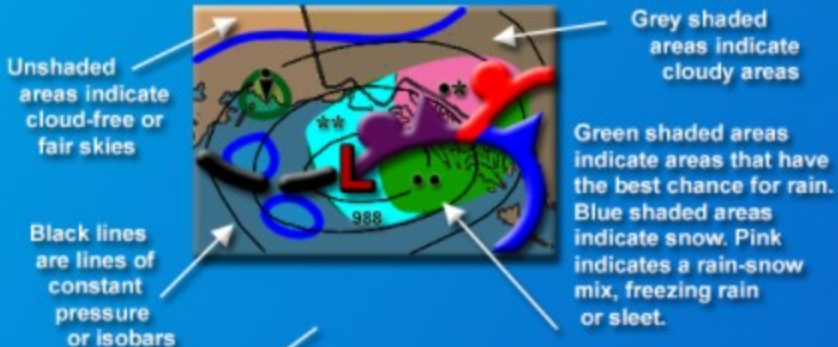 Unshaded
areas indicate
cloud-free or
fair skies
Grey shaded
areas indicate
cloudy areas
L
988
Green shaded areas
indicate areas that have
the best chance for rain.
Blue shaded areas
indicate snow. Pink
indicates a rain-snow
mix, freezing rain
or sleet.
Black lines
are lines of
constant
pressure
or isobars